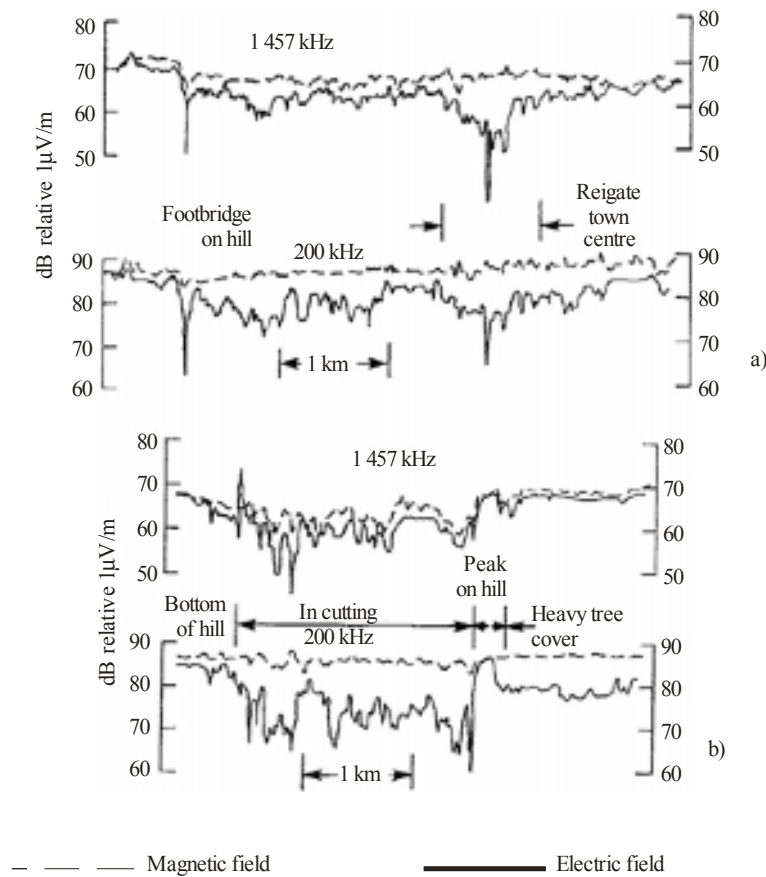 80
70
60
50
1 457 kHz
80
70
60
50
dB relative 1µV/m
Footbridge
on hill
Reigate
town
centre
200 kHz
90
80
70
60
90
80
70
60
1 km
a)
80
70
60
50
1 457 kHz
80
70
60
50
dB relative 1µV/m
Bottom
of hill
In cutting
Peak
on hill
Heavy tree
cover
200 kHz
90
80
70
60
90
80
70
60
1 km
b)
Magnetic field
Electric field